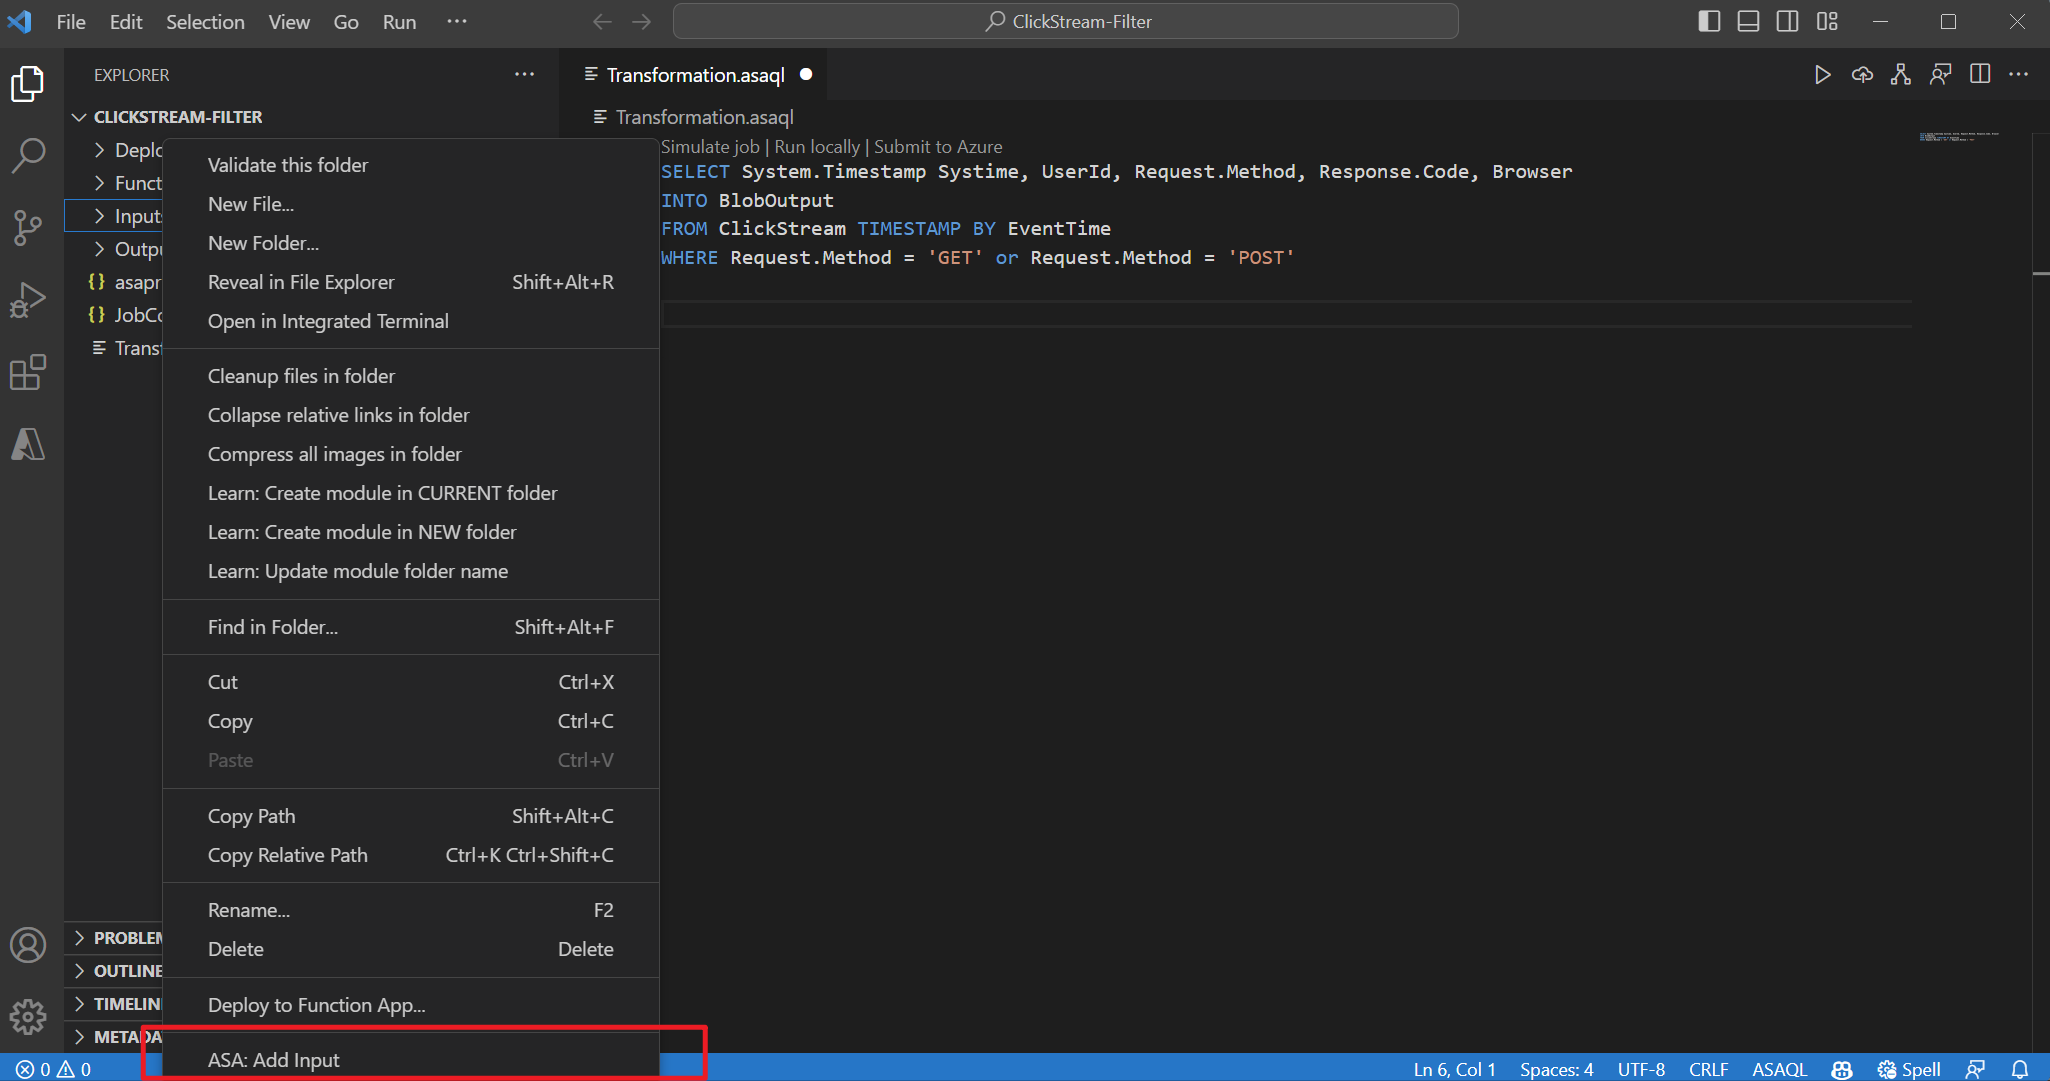 File Edit Selection View Go Run ···
ClickStream-Filter
EXPLORER
Transformation.asaql
CLICKSTREAM-FILTER
Transformation.asaql
Simulate job | Run locally | Submit to Azure
SELECT System.Timestamp Systime, UserId, Request.Method, Response.Code, Browser
INTO BlobOutput
FROM ClickStream TIMESTAMP BY EventTime
WHERE Request.Method = 'GET' or Request.Method = 'POST'
Deplo
Funct
Input
Outpu
{} asapr
{} JobCo
Trans
Validate this folder
New File...
New Folder...
Reveal in File Explorer Shift+Alt+R
Open in Integrated Terminal
Cleanup files in folder
Collapse relative links in folder
Compress all images in folder
Learn: Create module in CURRENT folder
Learn: Create module in NEW folder
Learn: Update module folder name
Find in Folder... Shift+Alt+F
Cut Ctrl+X
Copy Ctrl+C
Paste Ctrl+V
Copy Path Shift+Alt+C
Copy Relative Path Ctrl+K Ctrl+Shift+C
Rename... F2
Delete Delete
Deploy to Function App...
ASA: Add Input
PROBLEM
OUTLINE
TIMELIN
METADA
0 0
Ln 6, Col 1 Spaces: 4 UTF-8 CRLF ASAQL Spell